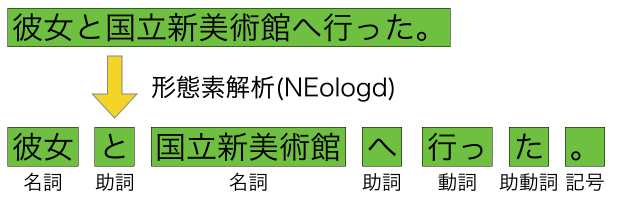 彼女と国立新美術館へ行った。
形態素解析(NEologd)
彼女 と 国立新美術館 へ 行っ た 。
名詞 助詞 名詞 助詞 動詞 助動詞 記号